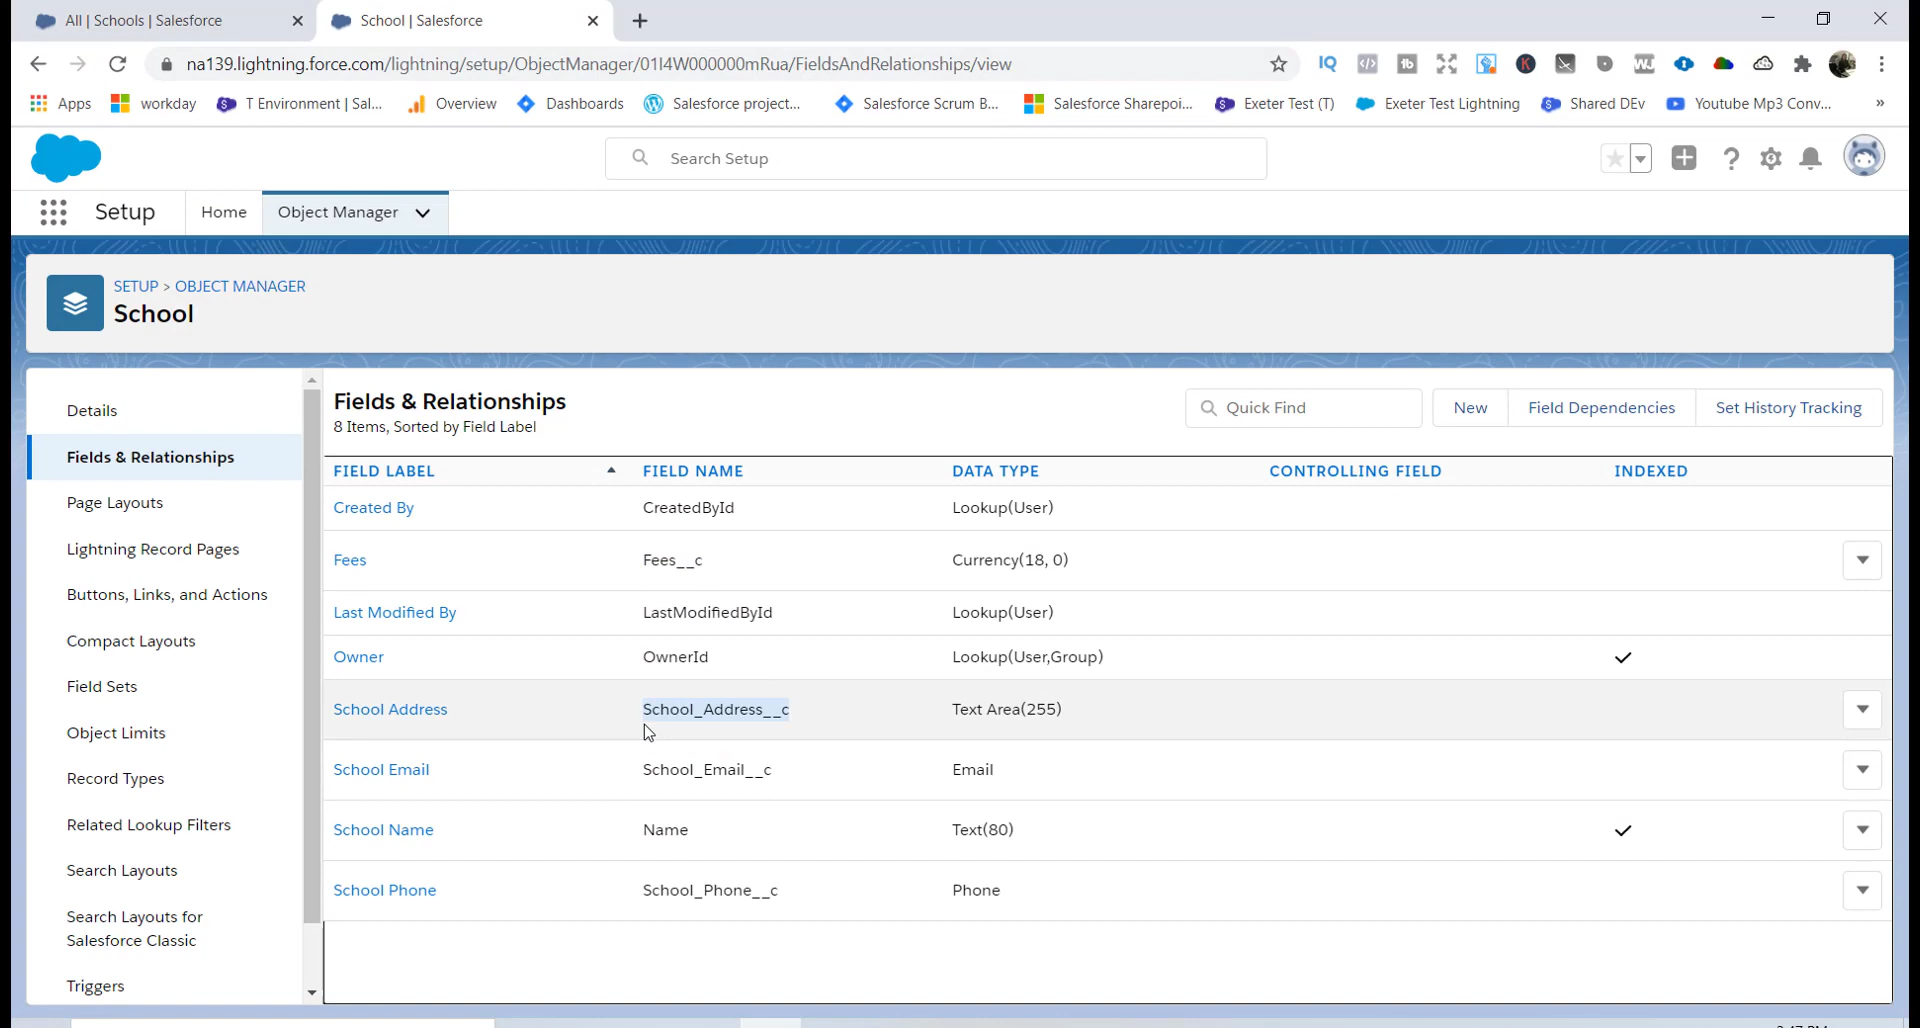 All | Schools | Salesforce
School | Salesforce
na139.lightning.force.com/lightning/setup/ObjectManager/01I4W000000mRua/FieldsAndRelationships/view
Apps workday T Environment | Sal... Overview Dashboards Salesforce project... Salesforce Scrum B... Salesforce Sharepoi... Exeter Test (T) Exeter Test Lightning Shared DEv Youtube Mp3 Conv... »
Search Setup
Setup Home Object Manager
SETUP > OBJECT MANAGER
School
Details
Fields & Relationships
Page Layouts
Lightning Record Pages
Buttons, Links, and Actions
Compact Layouts
Field Sets
Object Limits
Record Types
Related Lookup Filters
Search Layouts
Search Layouts for
Salesforce Classic
Triggers
Fields & Relationships
8 Items, Sorted by Field Label
Quick Find New Field Dependencies Set History Tracking
FIELD LABEL FIELD NAME DATA TYPE CONTROLLING FIELD INDEXED
Created By CreatedById Lookup(User)
Fees Fees__c Currency(18, 0)
Last Modified By LastModifiedById Lookup(User)
Owner OwnerId Lookup(User,Group)
School Address School_Address__c Text Area(255)
School Email School_Email__c Email
School Name Name Text(80)
School Phone School_Phone__c Phone